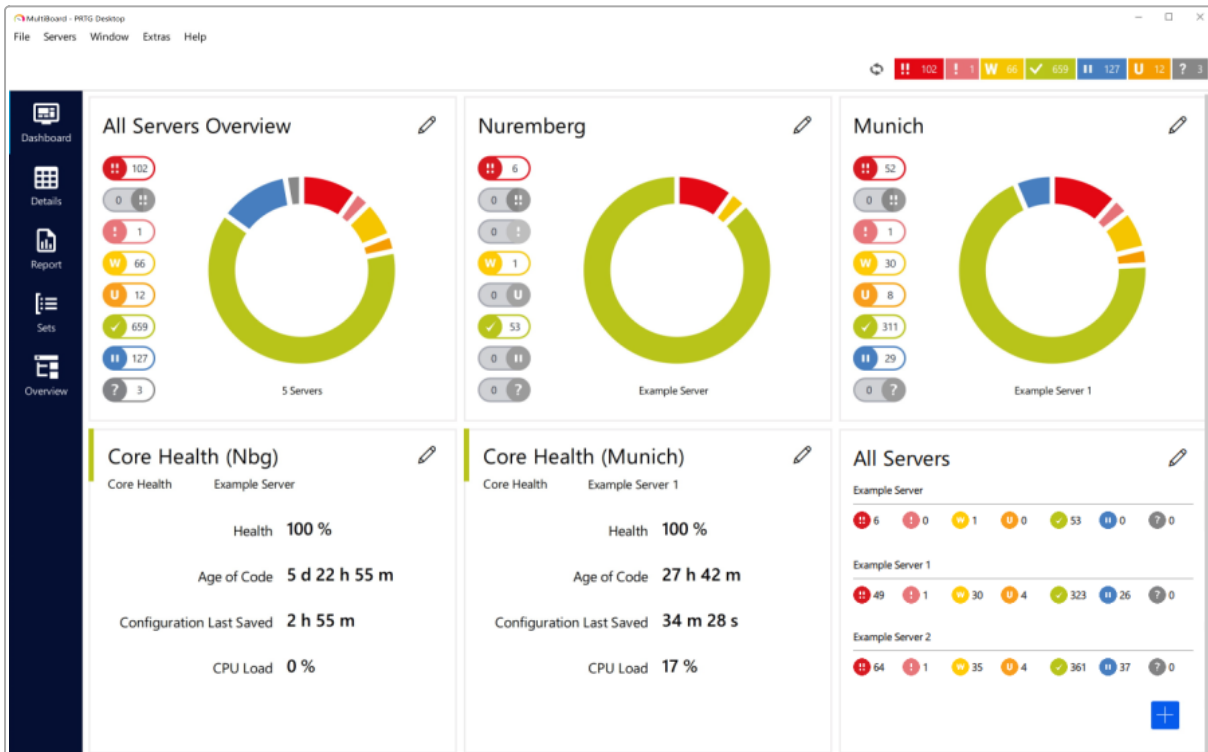 MultiBoard - PRTG Desktop
File Servers Window Extras Help
!! 102 ! 1 W 66 659 127 U 12 ? 3
Dashboard
Details
Report
Sets
Overview
All Servers Overview
!! 102
0 !!
! 1
W 66
U 12
659
127
? 3
5 Servers
Nuremberg
!! 6
0 !!
0 !
W 1
0 U
53
0
0 ?
Example Server
Munich
!! 52
0 !!
! 1
W 30
U 8
311
29
0 ?
Example Server 1
Core Health (Nbg)
Core Health Example Server
Health 100 %
Age of Code 5 d 22 h 55 m
Configuration Last Saved 2 h 55 m
CPU Load 0 %
Core Health (Munich)
Core Health Example Server 1
Health 100 %
Age of Code 27 h 42 m
Configuration Last Saved 34 m 28 s
CPU Load 17 %
All Servers
Example Server
!! 6 ! 0 W 1 U 0 53 0 ? 0
Example Server 1
!! 49 ! 1 W 30 U 4 323 26 ? 0
Example Server 2
!! 64 ! 1 W 35 U 4 361 37 ? 0